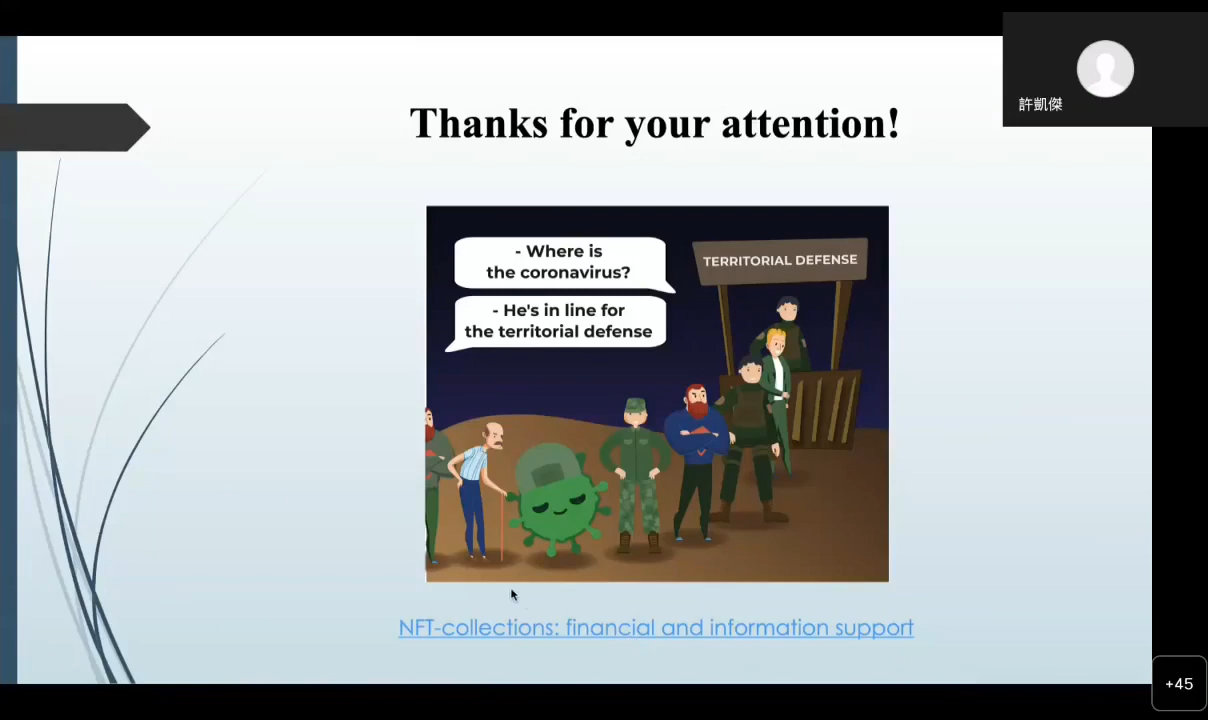 Thanks for your attention!
許凱傑
- Where is
the coronavirus?
- He's in line for
the territorial defense
TERRITORIAL DEFENSE
NFT-collections: financial and information support
+45